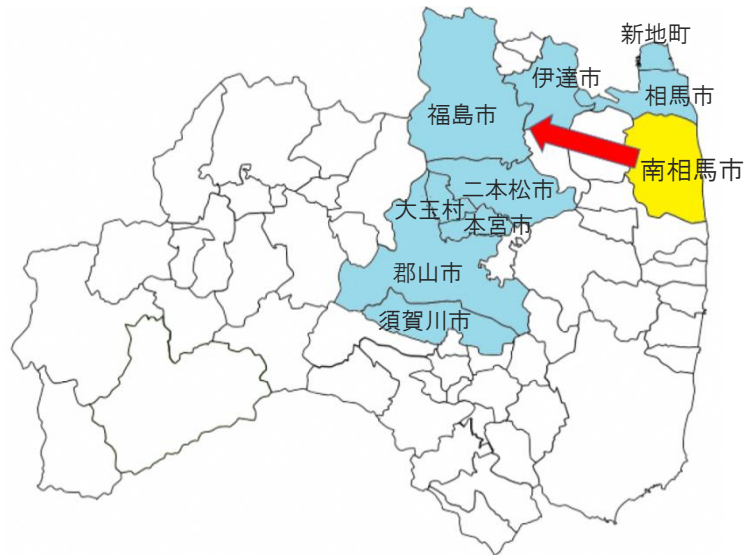 新地町
伊達市
相馬市
福島市
南相馬市
二本松市
大玉村
本宮市
郡山市
須賀川市